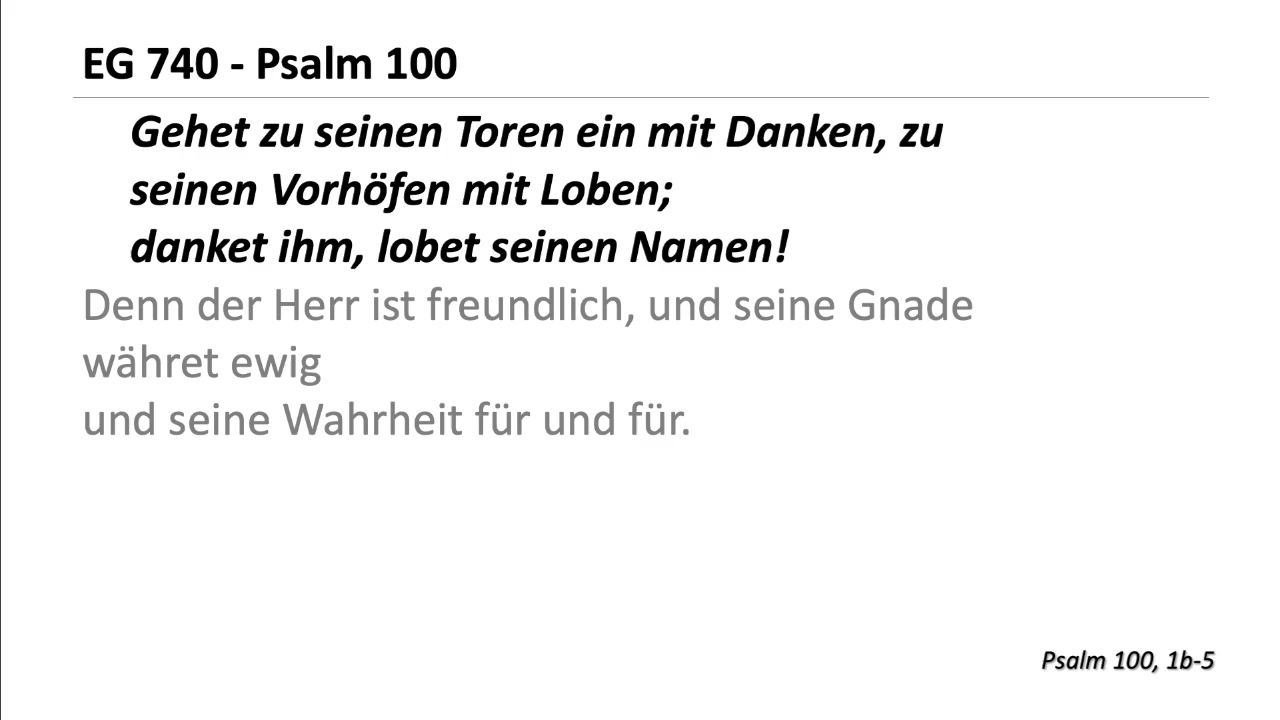 EG 740 - Psalm 100
Gehet zu seinen Toren ein mit Danken, zu
seinen Vorhöfen mit Loben;
danket ihm, lobet seinen Namen!
Denn der Herr ist freundlich, und seine Gnade
währet ewig
und seine Wahrheit für und für.
Psalm 100, 1b-5